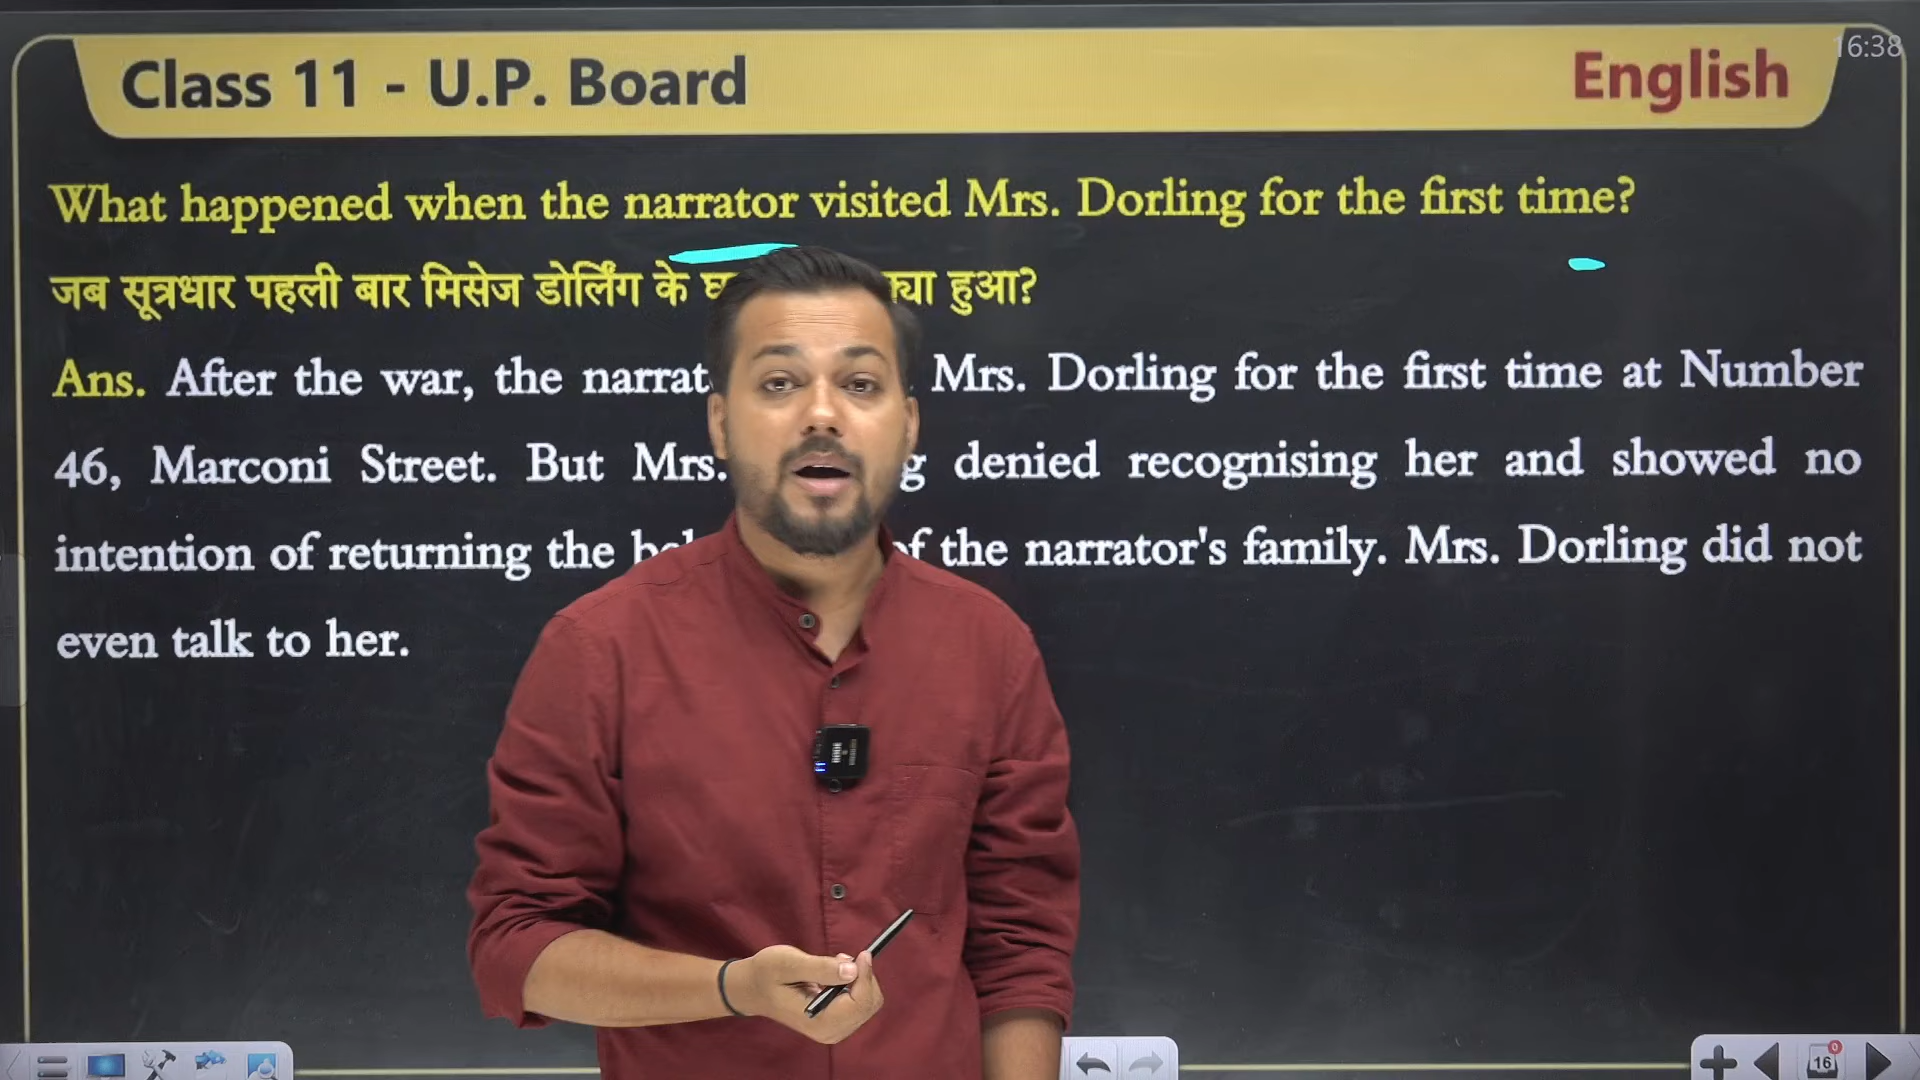 Class 11 - U.P. Board
English
16:38
What happened when the narrator visited Mrs. Dorling for the first time?
जब सूत्रधार पहली बार मिसेज डोर्लिंग के हुआ?
Ans. After the war, the Mrs. Dorling for the first time at Number
46, Marconi Street. But Mrs. denied recognising her and showed no
intention of returning the the narrator's family. Mrs. Dorling did not
even talk to her.
16